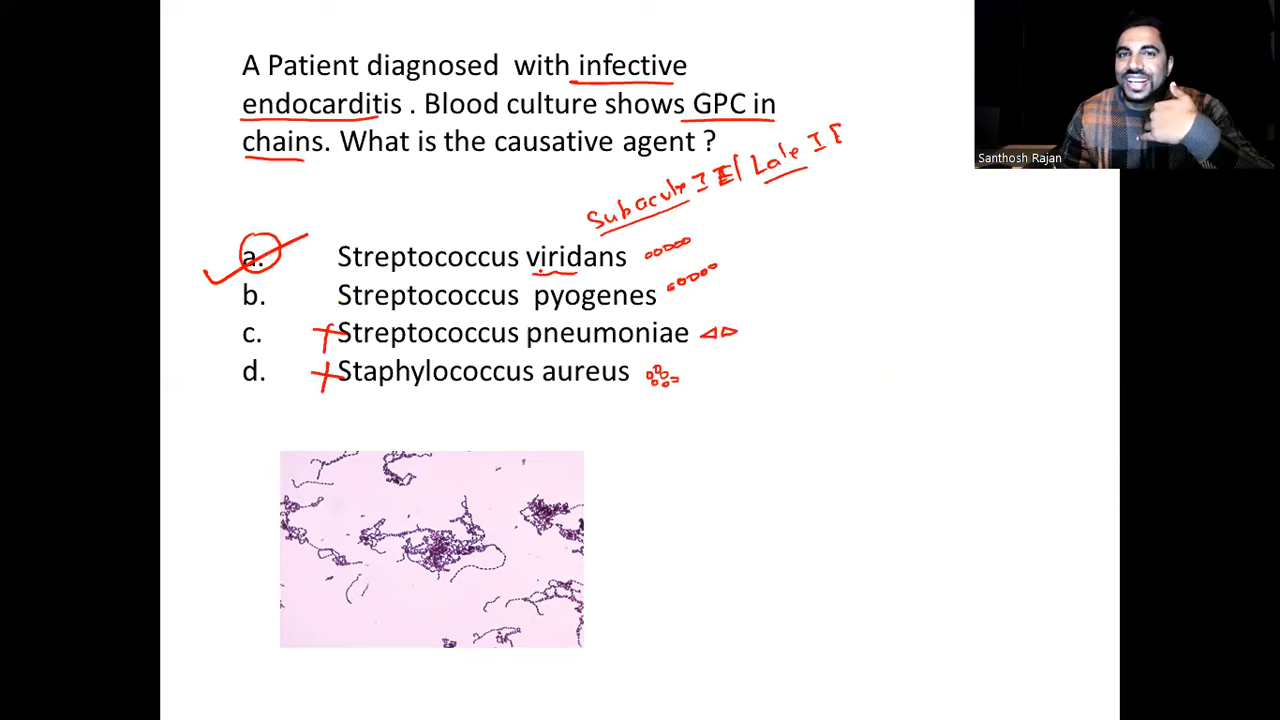 A Patient diagnosed with infective
endocarditis . Blood culture shows GPC in
chains. What is the causative agent ?
Santhosh Rajan
Subacute IE/ Late IE
a. Streptococcus viridans
b. Streptococcus pyogenes
c. Streptococcus pneumoniae
d. Staphylococcus aureus